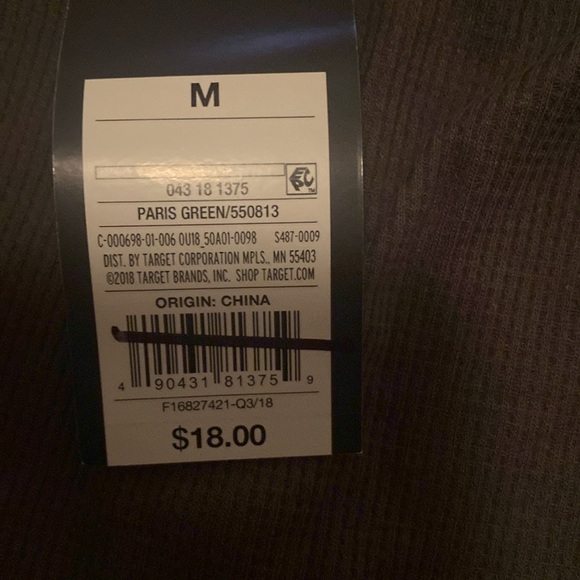 M
043 18 1375
EPC™
PARIS GREEN/550813
C-000698-01-006 OU18_50A01-0098 S487-0009
DIST. BY TARGET CORPORATION MPLS., MN 55403
©2018 TARGET BRANDS, INC. SHOP TARGET.COM
ORIGIN: CHINA
4 90431 81375 9
F16827421-Q3/18
$18.00